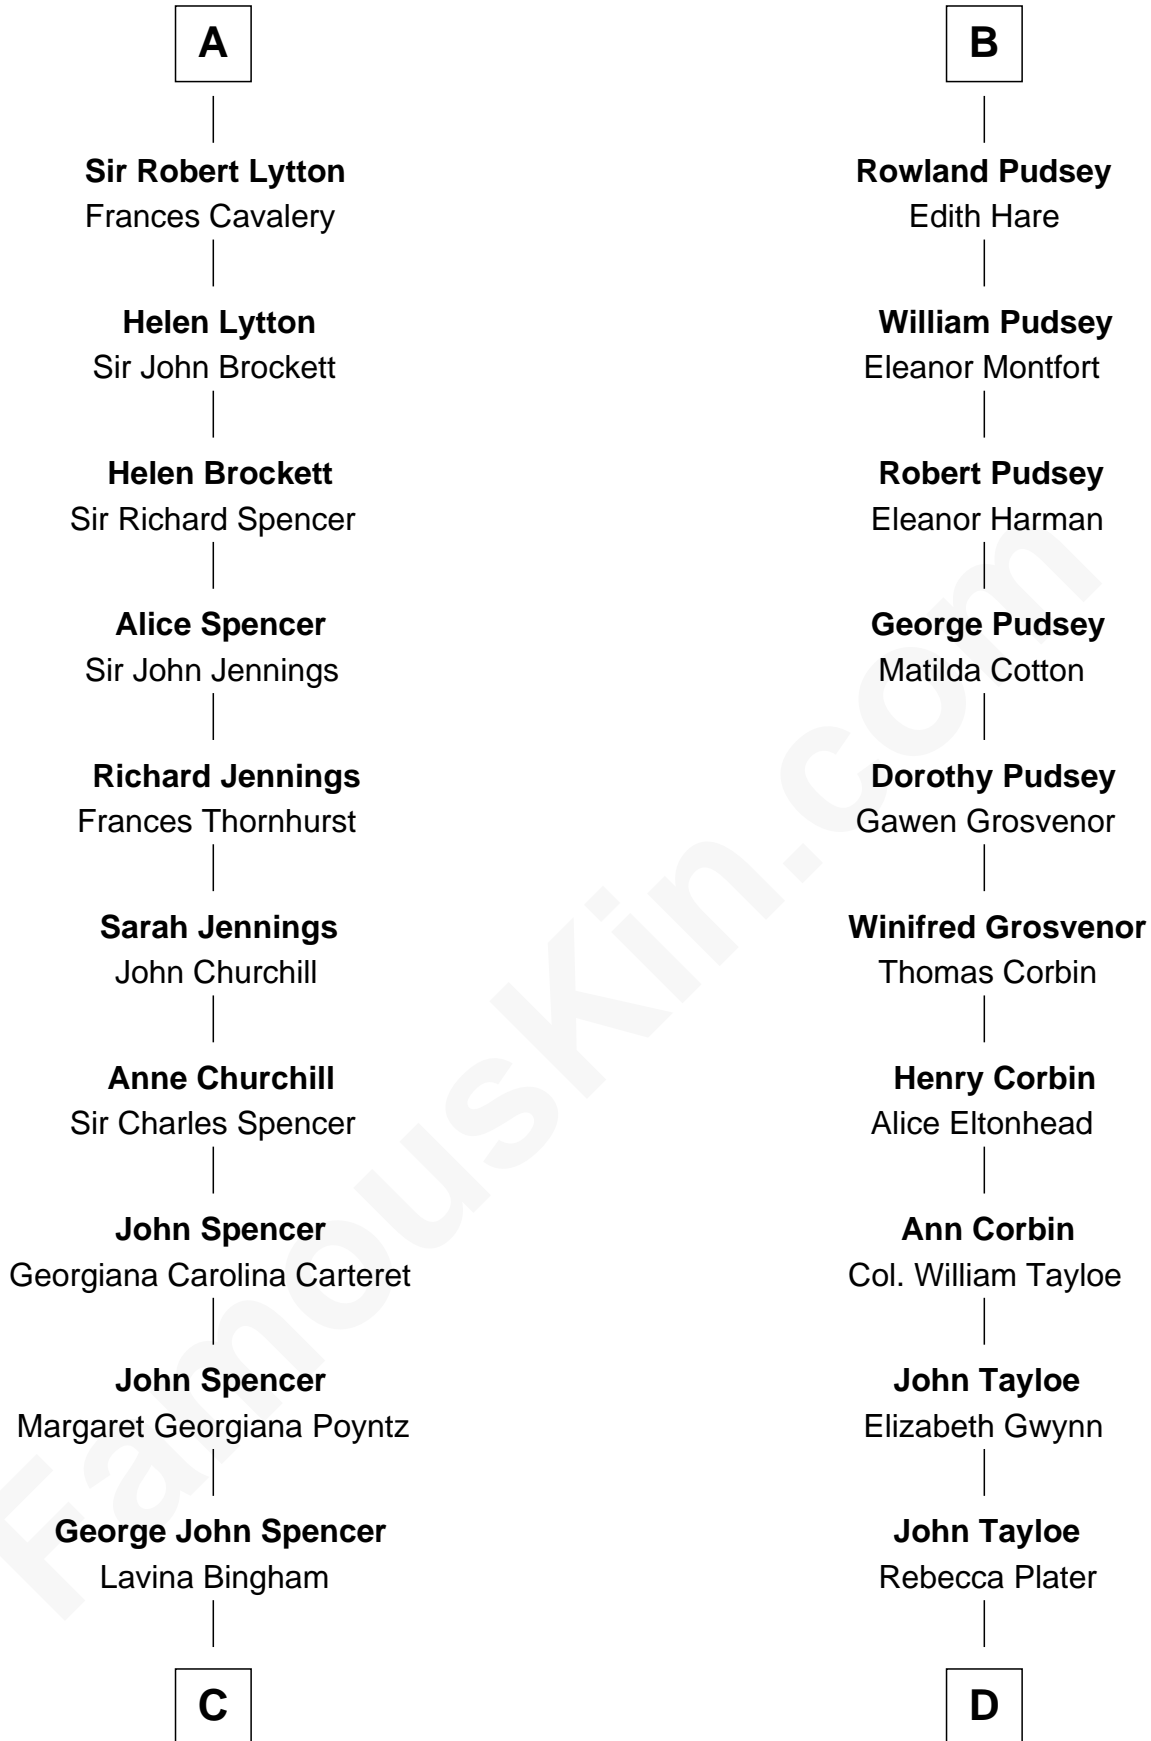 A
Sir Robert Lytton
Frances Cavalery
Helen Lytton
Sir John Brockett
Helen Brockett
Sir Richard Spencer
Alice Spencer
Sir John Jennings
Richard Jennings
Frances Thornhurst
Sarah Jennings
John Churchill
Anne Churchill
Sir Charles Spencer
John Spencer
Georgiana Carolina Carteret
John Spencer
Margaret Georgiana Poyntz
George John Spencer
Lavina Bingham
C
B
Rowland Pudsey
Edith Hare
William Pudsey
Eleanor Montfort
Robert Pudsey
Eleanor Harman
George Pudsey
Matilda Cotton
Dorothy Pudsey
Gawen Grosvenor
Winifred Grosvenor
Thomas Corbin
Henry Corbin
Alice Eltonhead
Ann Corbin
Col. William Tayloe
John Tayloe
Elizabeth Gwynn
John Tayloe
Rebecca Plater
D
FamousKin.com